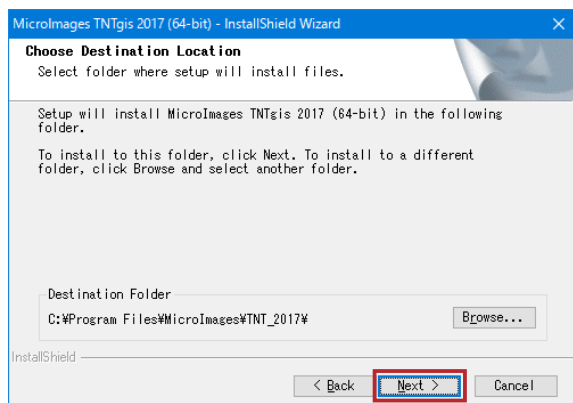 MicroImages TNTgis 2017 (64-bit) - InstallShield Wizard
Choose Destination Location
Select folder where setup will install files.
Setup will install MicroImages TNTgis 2017 (64-bit) in the following
folder.
To install to this folder, click Next. To install to a different
folder, click Browse and select another folder.
Destination Folder
C:¥Program Files¥MicroImages¥TNT_2017¥
Browse...
InstallShield
< Back
Next >
Cancel